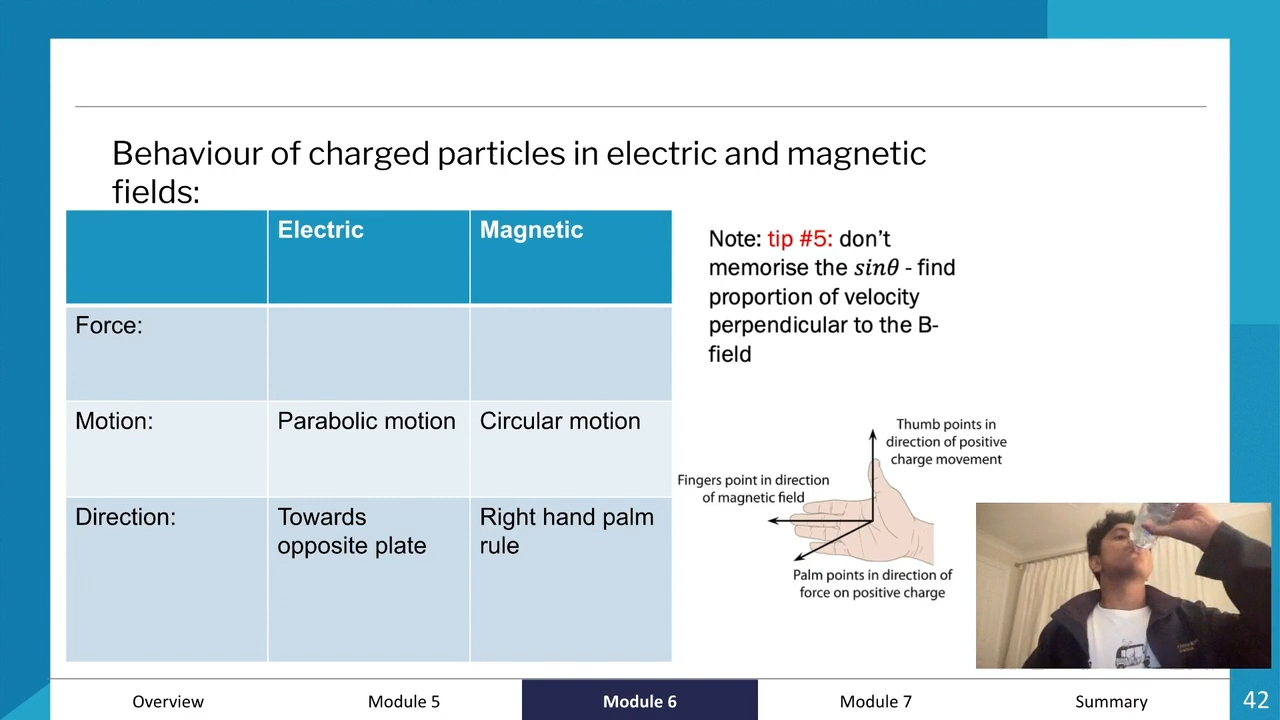 Behaviour of charged particles in electric and magnetic
fields:
Electric
Magnetic
Force:
Motion:
Parabolic motion
Circular motion
Direction:
Towards
opposite plate
Right hand palm
rule
Note: tip #5: don’t
memorise the sinθ - find
proportion of velocity
perpendicular to the B-
field
Thumb points in
direction of positive
charge movement
Fingers point in direction
of magnetic field
Palm points in direction of
force on positive charge
Overview
Module 5
Module 6
Module 7
Summary
42